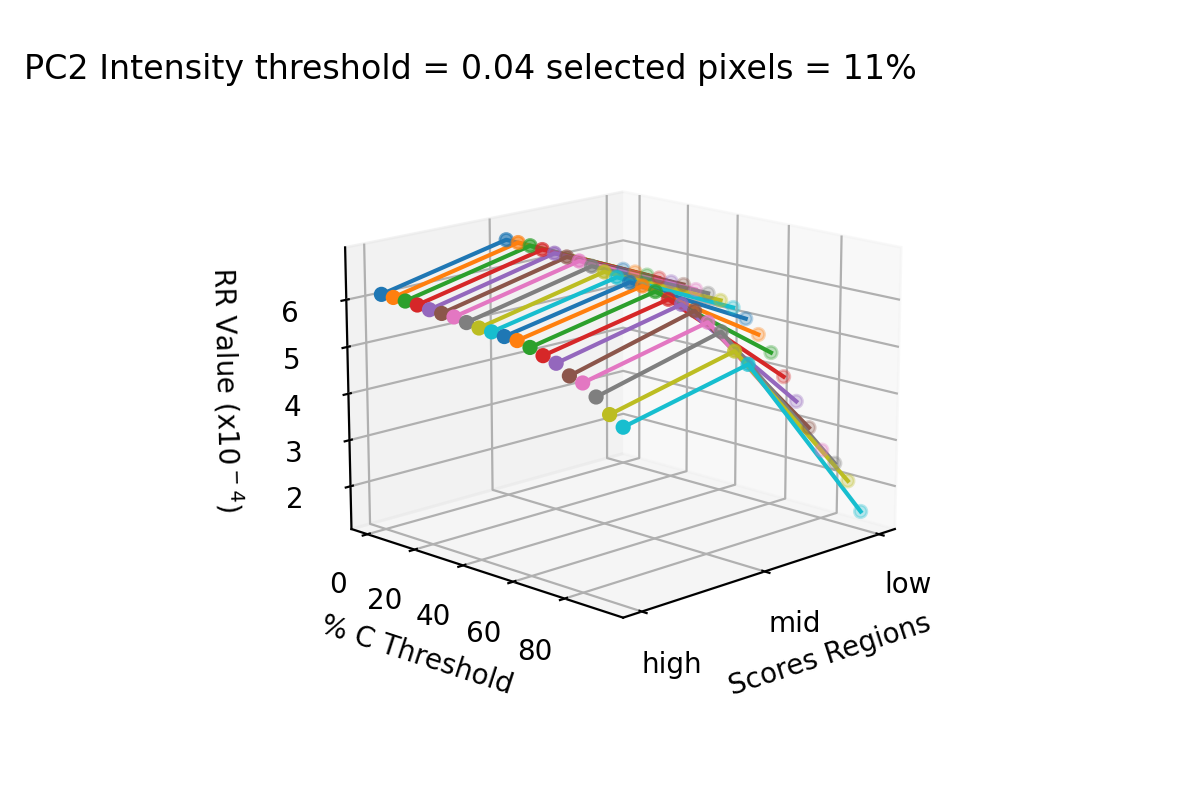 PC2 Intensity threshold = 0.04 selected pixels = 11%
RR Value (x10⁻⁴)
6
5
4
3
2
0
20
40
60
80
% C Threshold
low
mid
high
Scores Regions